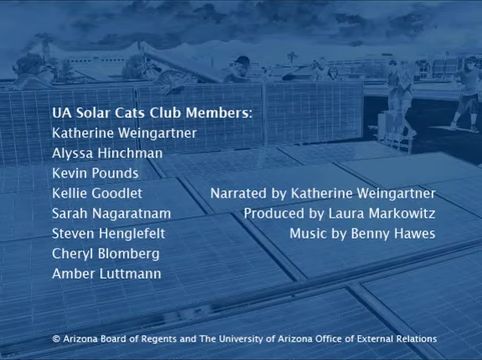 UA Solar Cats Club Members:
Katherine Weingartner
Alyssa Hinchman
Kevin Pounds
Kellie Goodlet
Sarah Nagaratnam
Steven Henglefelt
Cheryl Blomberg
Amber Luttmann
Narrated by Katherine Weingartner
Produced by Laura Markowitz
Music by Benny Hawes
© Arizona Board of Regents and The University of Arizona Office of External Relations